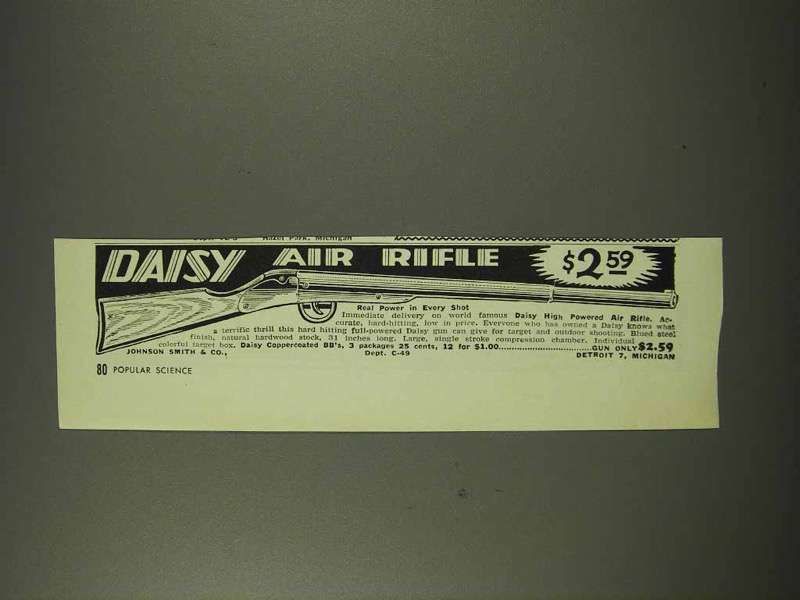 Hazel Park, Michigan
DAISY AIR RIFLE $2.59
Real Power in Every Shot
Immediate delivery on world famous Daisy High Powered Air Rifle. Ac-
curate, hard-hitting, low in price. Everyone who has owned a Daisy knows what
a terrific thrill this hard hitting full-powered Daisy gun can give for target and outdoor shooting. Blued steel
finish, natural hardwood stock, 31 inches long. Large, single stroke compression chamber. Individual
colorful target box. Daisy Coppercoated BB's, 3 packages 25 cents, 12 for $1.00..................GUN ONLY $2.59
JOHNSON SMITH & CO., Dept. C-49 DETROIT 7, MICHIGAN
80 POPULAR SCIENCE